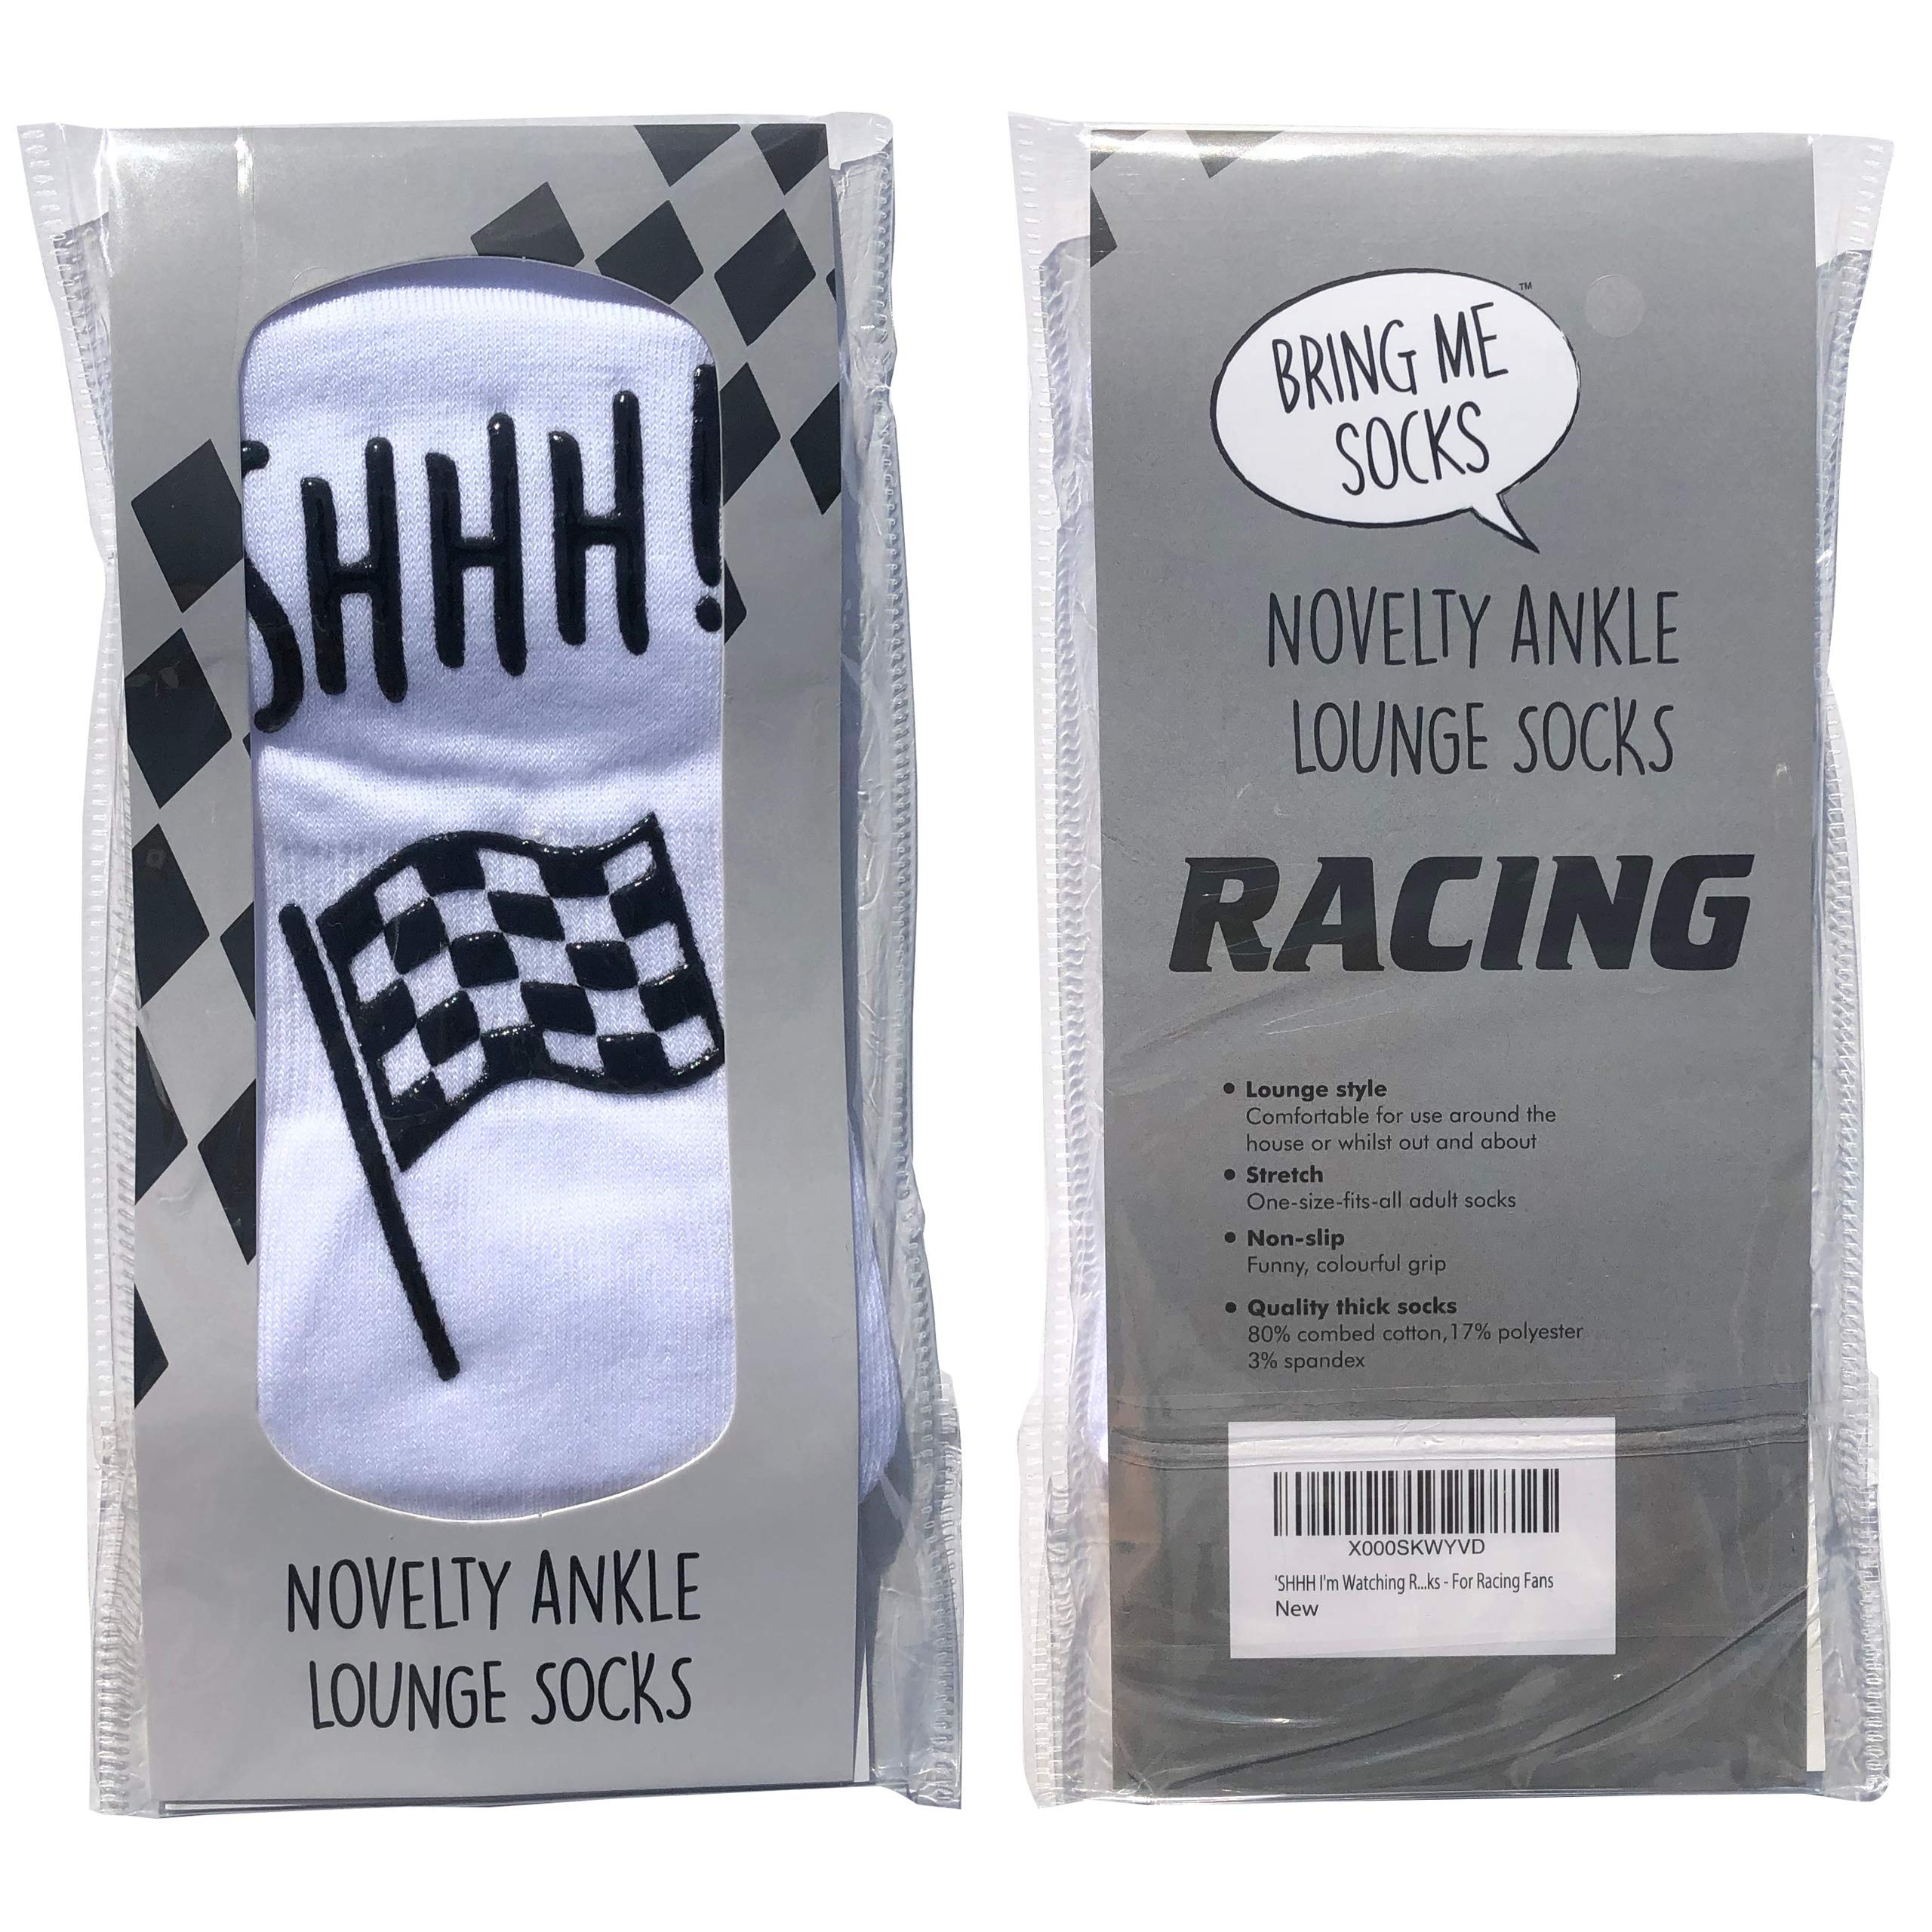 SHHH!
NOVELTY ANKLE
LOUNGE SOCKS
BRING ME
SOCKS
TM
NOVELTY ANKLE
LOUNGE SOCKS
RACING
• Lounge style
Comfortable for use around the
house or whilst out and about
• Stretch
One-size-fits-all adult socks
• Non-slip
Funny, colourful grip
• Quality thick socks
80% combed cotton,17% polyester
3% spandex
X000SKWYVD
'SHHH I'm Watching R...ks - For Racing Fans
New